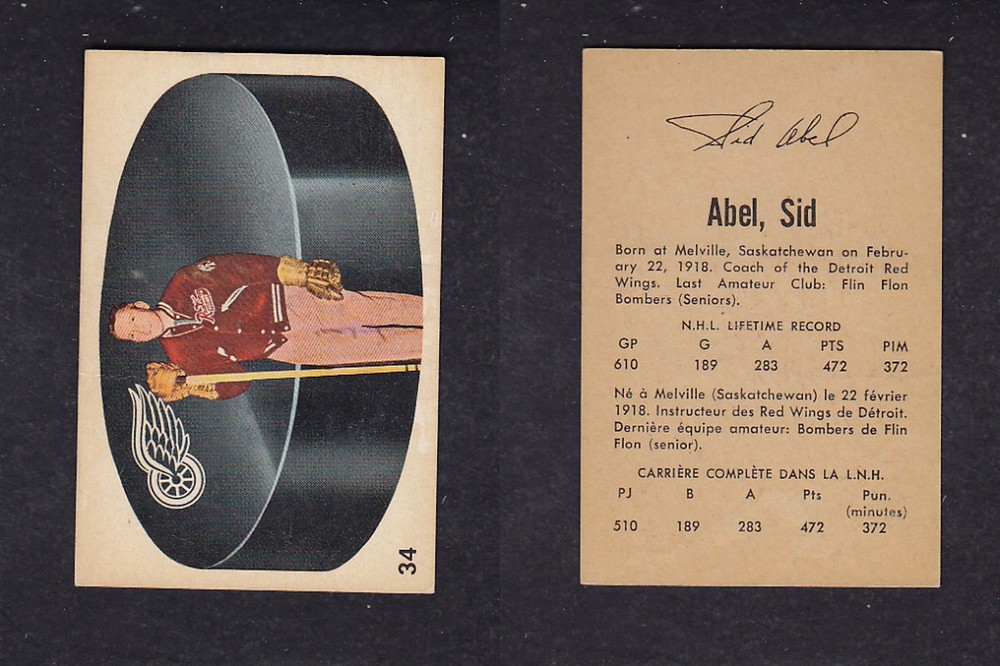 34
Sid Abel
Abel, Sid
Born at Melville, Saskatchewan on Febru-
ary 22, 1918. Coach of the Detroit Red
Wings. Last Amateur Club: Flin Flon
Bombers (Seniors).
N.H.L. LIFETIME RECORD
GP G A PTS PIM
610 189 283 472 372
Né à Melville (Saskatchewan) le 22 février
1918. Instructeur des Red Wings de Détroit.
Dernière équipe amateur: Bombers de Flin
Flon (senior).
CARRIÈRE COMPLÈTE DANS LA L.N.H.
PJ B A Pts Pun.
(minutes)
510 189 283 472 372